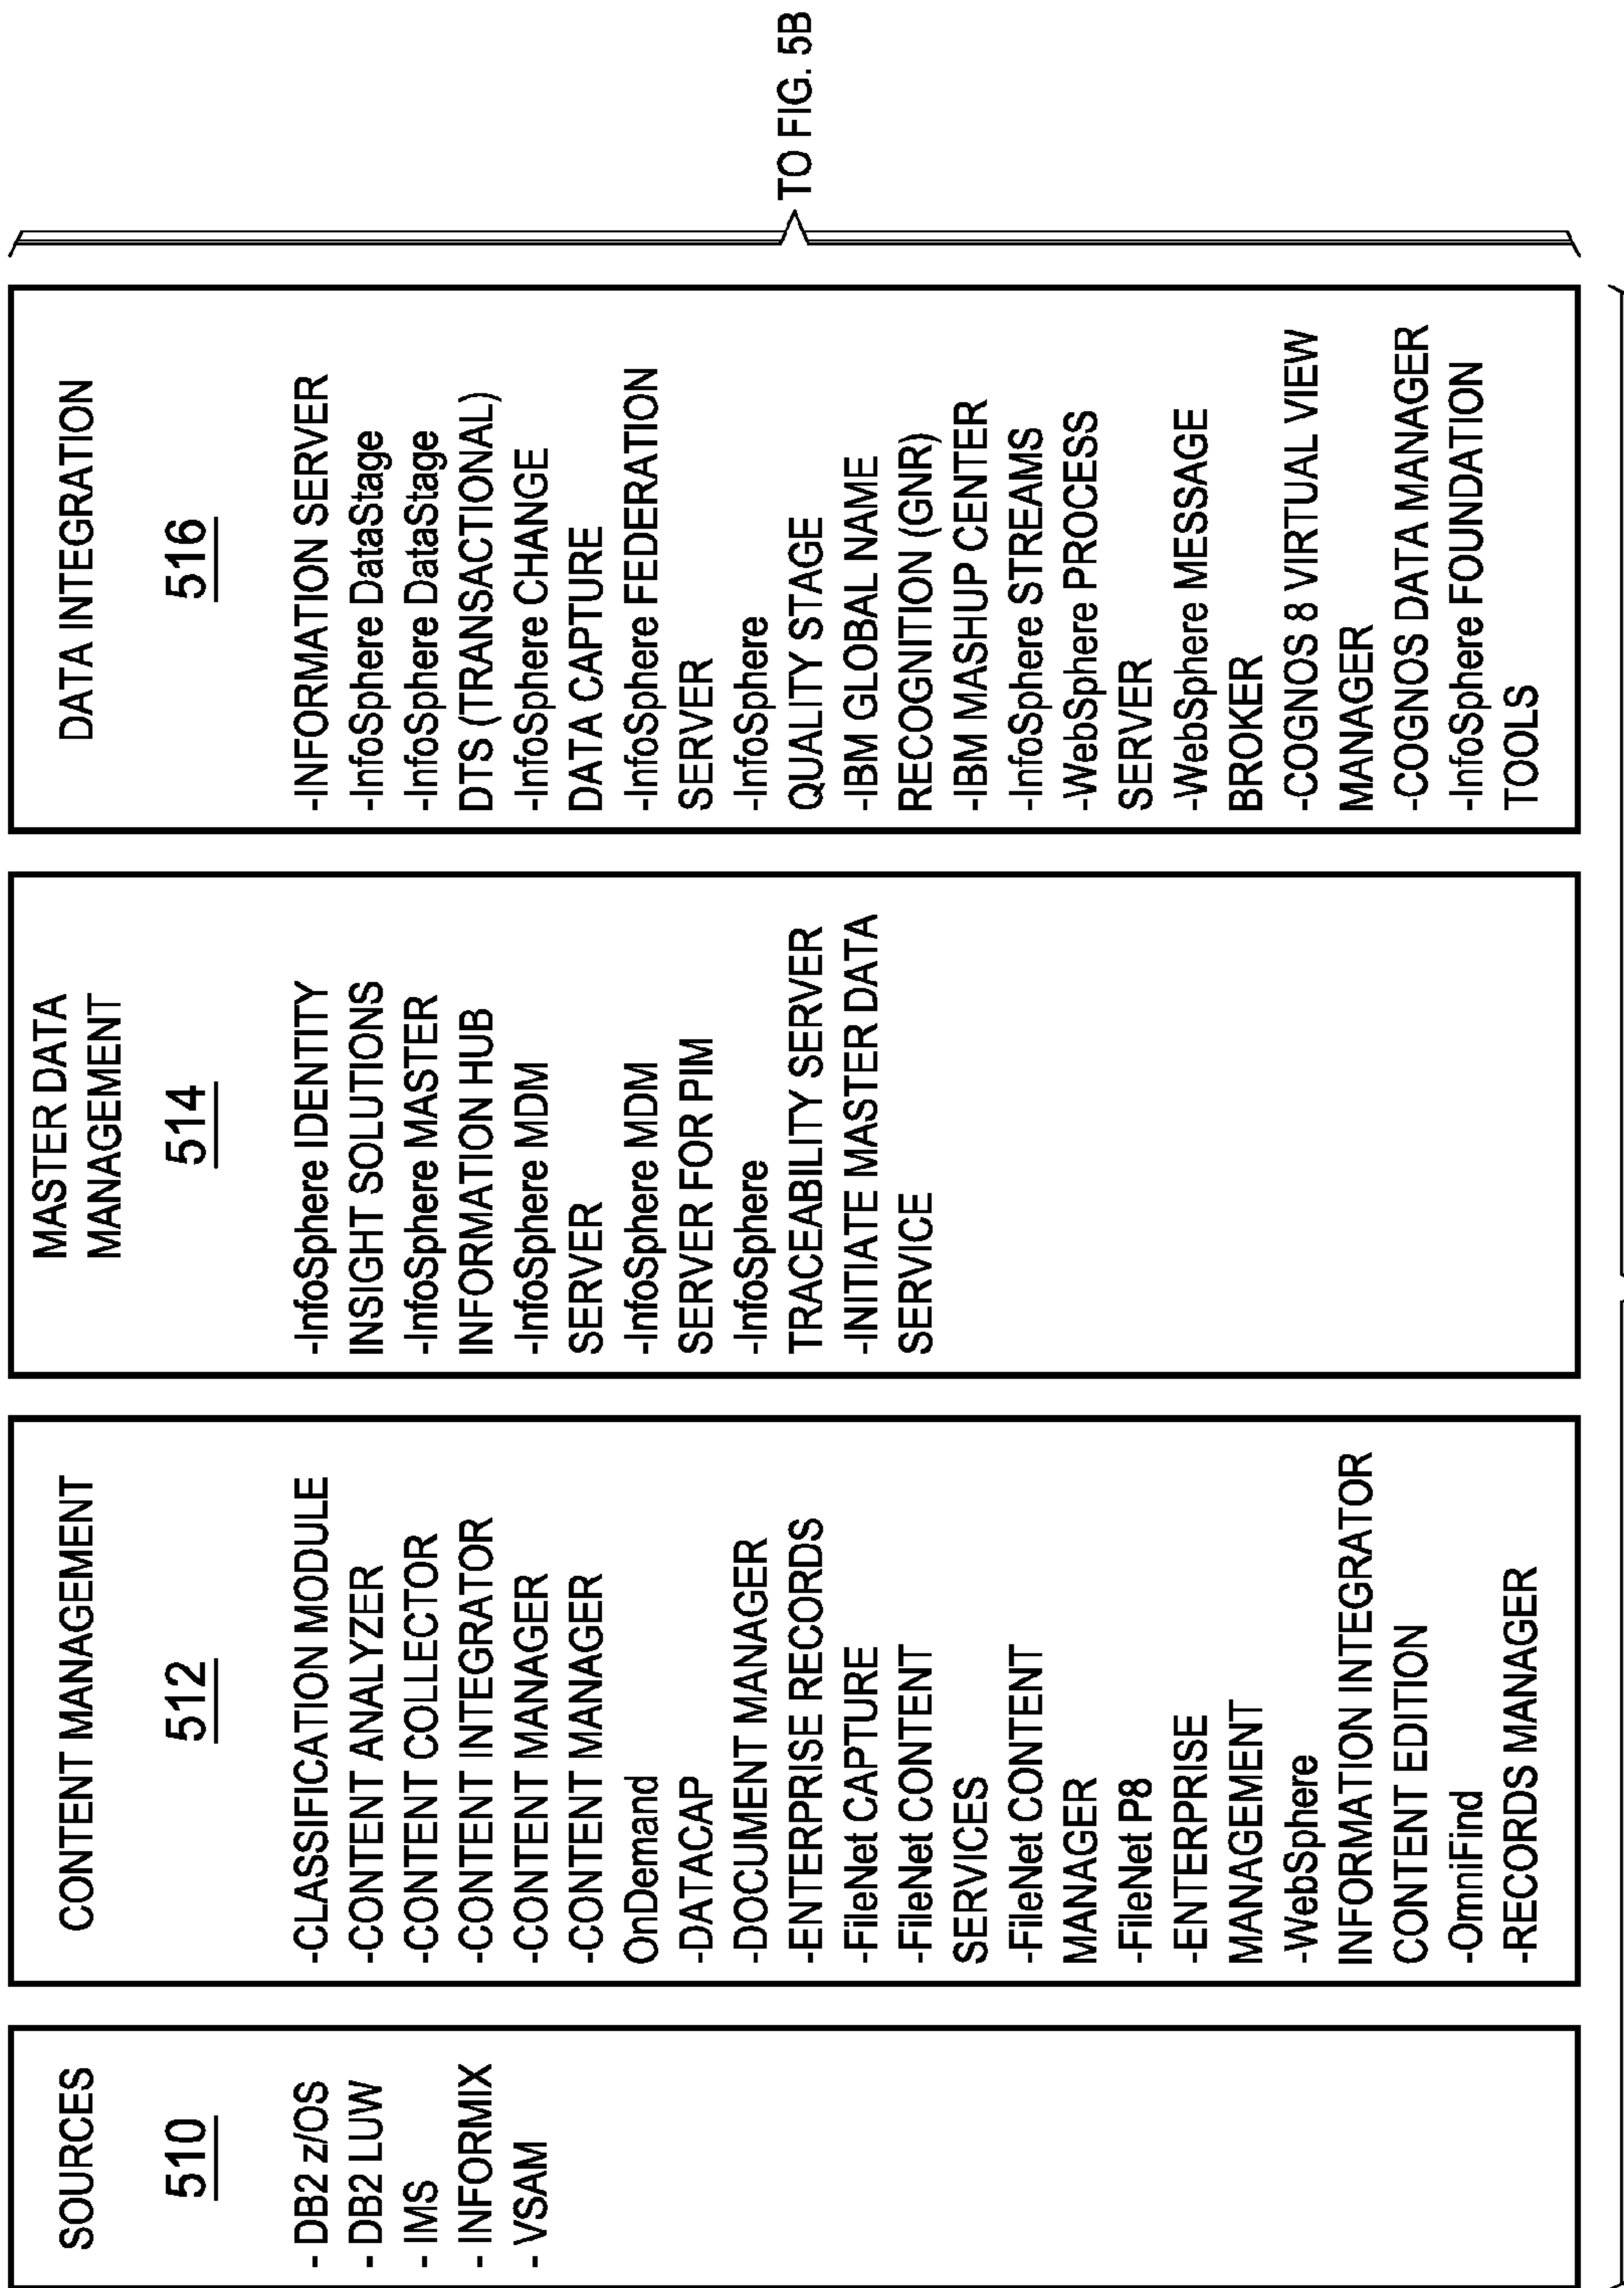 SOURCES
510
- DB2 z/OS
- DB2 LUW
- IMS
- INFORMIX
- VSAM
CONTENT MANAGEMENT
512
-CLASSIFICATION MODULE
-CONTENT ANALYZER
-CONTENT COLLECTOR
-CONTENT INTEGRATOR
-CONTENT MANAGER
-CONTENT MANAGER
OnDemand
-DATACAP
-DOCUMENT MANAGER
-ENTERPRISE RECORDS
-FileNet CAPTURE
-FileNet CONTENT
SERVICES
-FileNet CONTENT
MANAGER
-FileNet P8
-ENTERPRISE
MANAGEMENT
-WebSphere
INFORMATION INTEGRATOR
CONTENT EDITION
-OmniFind
-RECORDS MANAGER
MASTER DATA
MANAGEMENT
514
-InfoSphere IDENTITY
INSIGHT SOLUTIONS
-InfoSphere MASTER
INFORMATION HUB
-InfoSphere MDM
SERVER
-InfoSphere MDM
SERVER FOR PIM
-InfoSphere
TRACEABILITY SERVER
-INITIATE MASTER DATA
SERVICE
DATA INTEGRATION
516
-INFORMATION SERVER
-InfoSphere DataStage
-InfoSphere DataStage
DTS (TRANSACTIONAL)
-InfoSphere CHANGE
DATA CAPTURE
-InfoSphere FEDERATION
SERVER
-InfoSphere
QUALITY STAGE
-IBM GLOBAL NAME
RECOGNITION (GNR)
-IBM MASHUP CENTER
-InfoSphere STREAMS
-WebSphere PROCESS
SERVER
-WebSphere MESSAGE
BROKER
-COGNOS 8 VIRTUAL VIEW
MANAGER
-COGNOS DATA MANAGER
-InfoSphere FOUNDATION
TOOLS
TO FIG. 5B